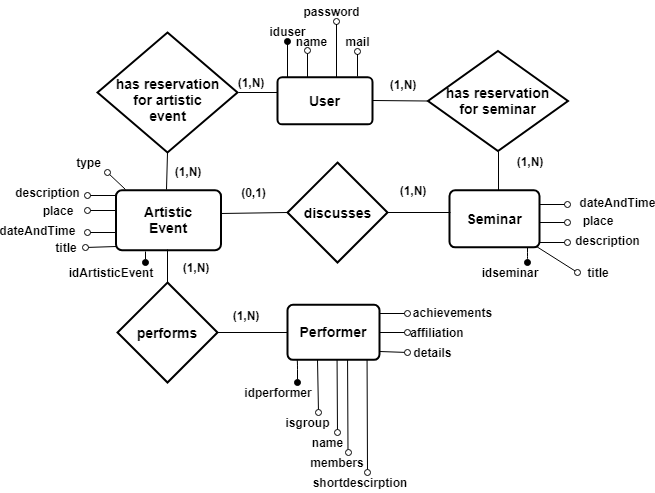 password
iduser
name
mail
has reservation
for artistic
event
(1,N)
User
(1,N)
has reservation
for seminar
(1,N)
(1,N)
type
description
place
dateAndTime
title
Artistic
Event
idArtisticEvent
(0,1)
discusses
(1,N)
Seminar
dateAndTime
place
description
title
idseminar
(1,N)
performs
(1,N)
Performer
achievements
affiliation
details
idperformer
isgroup
name
members
shortdescirption